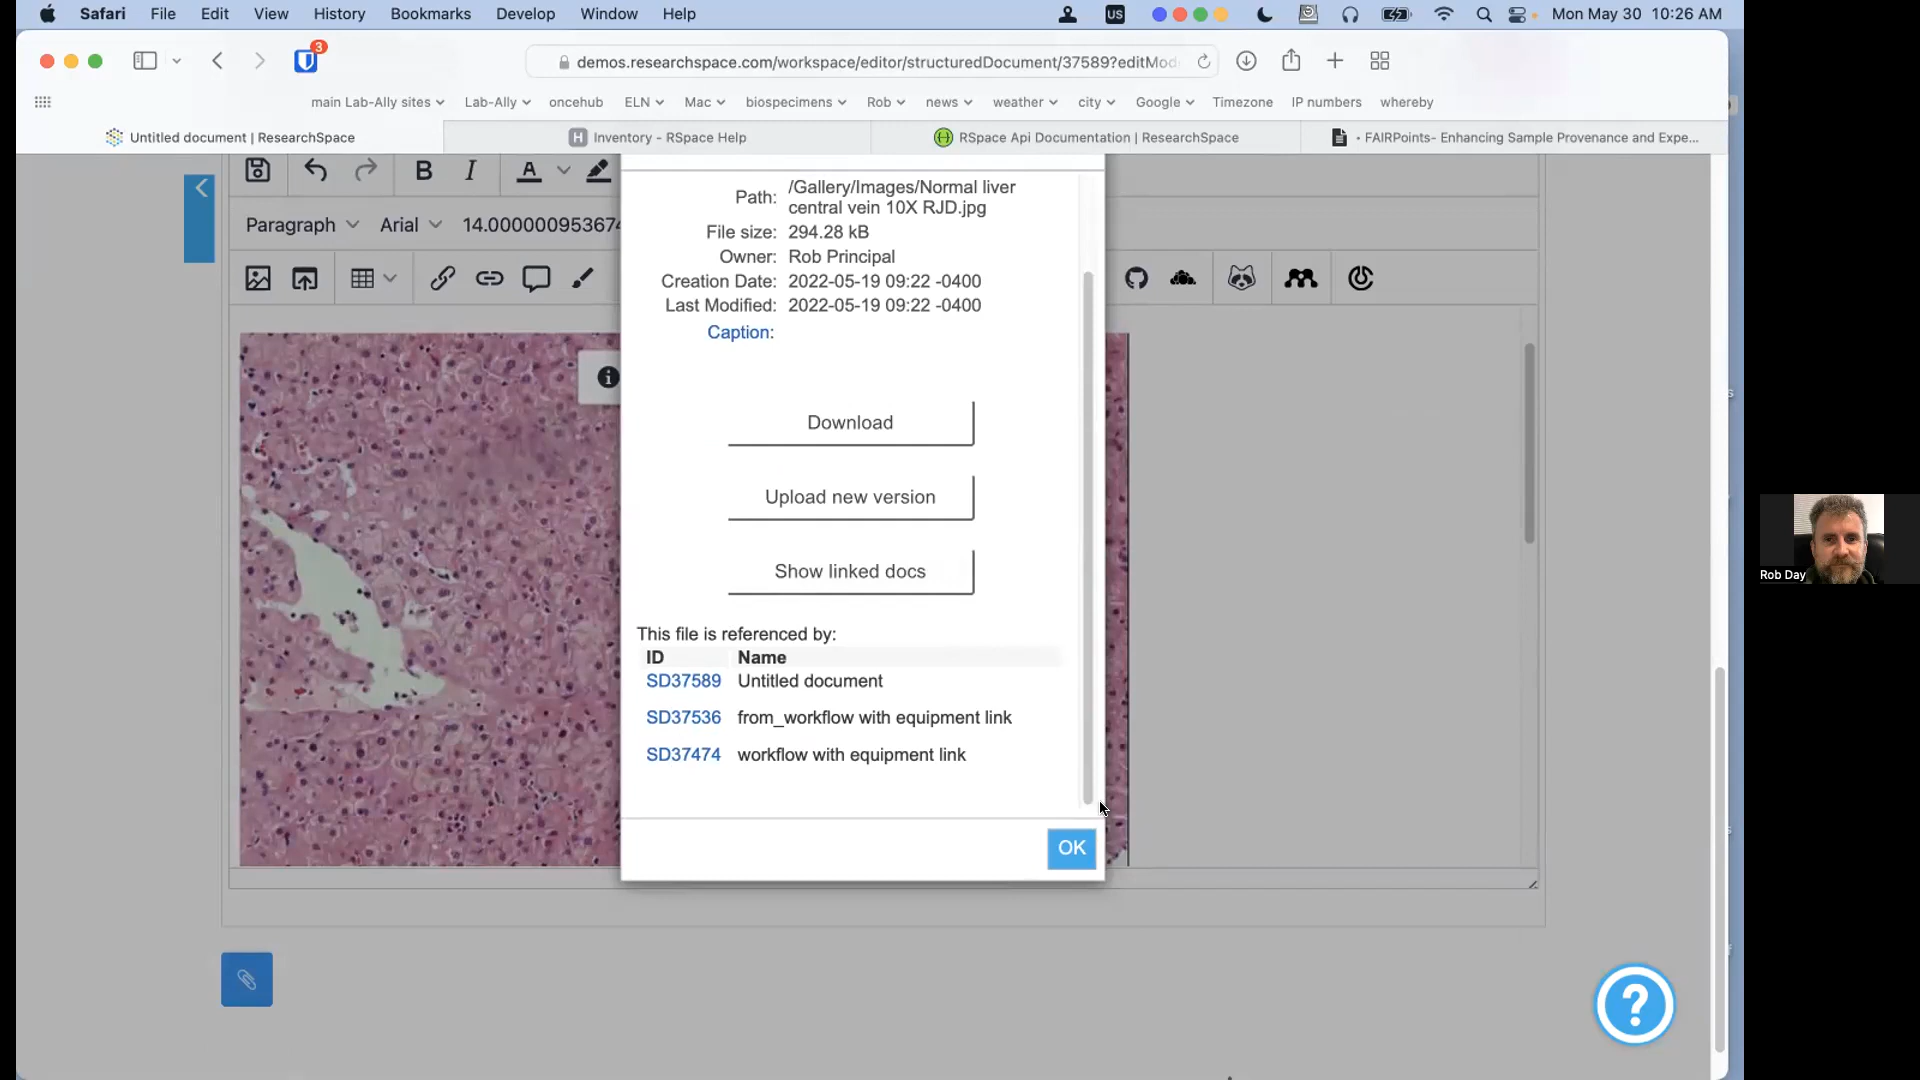 Safari File Edit View History Bookmarks Develop Window Help US Mon May 30 10:26 AM
3
demos.researchspace.com/workspace/editor/structuredDocument/37589?editMod
main Lab-Ally sites Lab-Ally oncehub ELN Mac biospecimens Rob news weather city Google Timezone IP numbers whereby
Untitled document | ResearchSpace
H Inventory - RSpace Help
RSpace Api Documentation | ResearchSpace
· FAIRPoints- Enhancing Sample Provenance and Expe...
B I A
Paragraph Arial 14.000000953674
Path: /Gallery/Images/Normal liver
central vein 10X RJD.jpg
File size: 294.28 kB
Owner: Rob Principal
Creation Date: 2022-05-19 09:22 -0400
Last Modified: 2022-05-19 09:22 -0400
Caption:
Download
Upload new version
Show linked docs
This file is referenced by:
ID Name
SD37589 Untitled document
SD37536 from_workflow with equipment link
SD37474 workflow with equipment link
OK
?
Rob Day